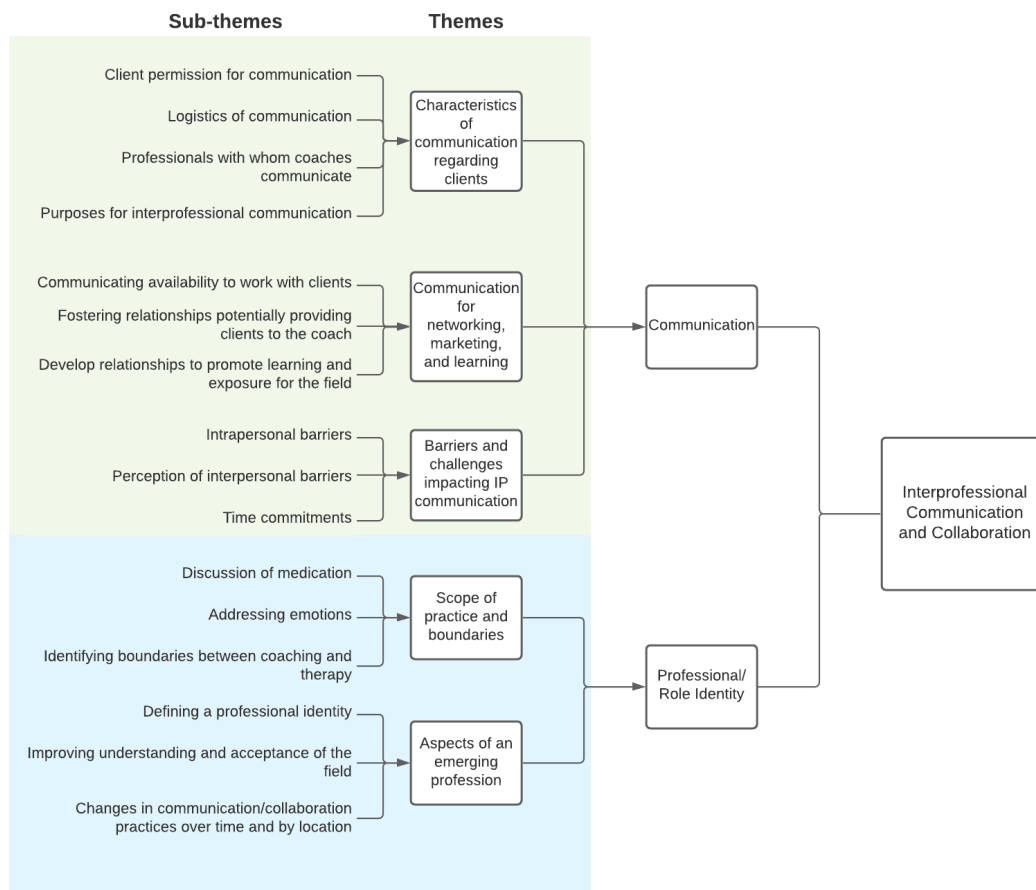 Sub-themes
Themes
Client permission for communication
Logistics of communication
Professionals with whom coaches
communicate
Purposes for interprofessional communication
Characteristics
of
communication
regarding
clients
Communicating availability to work with clients
Fostering relationships potentially providing
clients to the coach
Develop relationships to promote learning and
exposure for the field
Communication
for
networking,
marketing,
and learning
Intrapersonal barriers
Perception of interpersonal barriers
Time commitments
Barriers and
challenges
impacting IP
communication
Communication
Discussion of medication
Addressing emotions
Identifying boundaries between coaching and
therapy
Scope of
practice and
boundaries
Defining a professional identity
Improving understanding and acceptance of the
field
Changes in communication/collaboration
practices over time and by location
Aspects of an
emerging
profession
Professional/
Role Identity
Interprofessional
Communication
and Collaboration